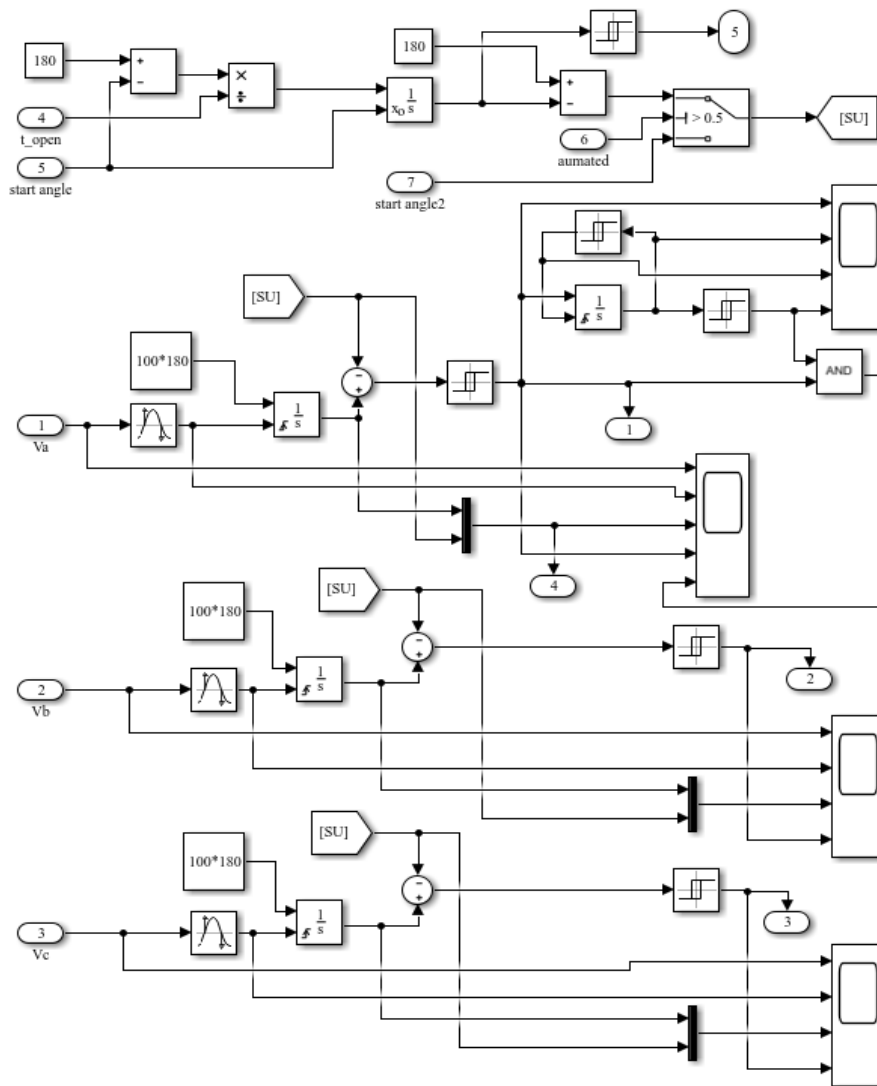 180
+
−
×
÷
4
t_open
5
start angle
xo 1/s
180
+
−
5
> 0.5
6
aumated
7
start angle2
[SU]
[SU]
1/s
AND
100*180
1/s
−
+
1
Va
1
4
[SU]
100*180
1/s
−
+
2
Vb
2
[SU]
100*180
1/s
−
+
3
Vc
3